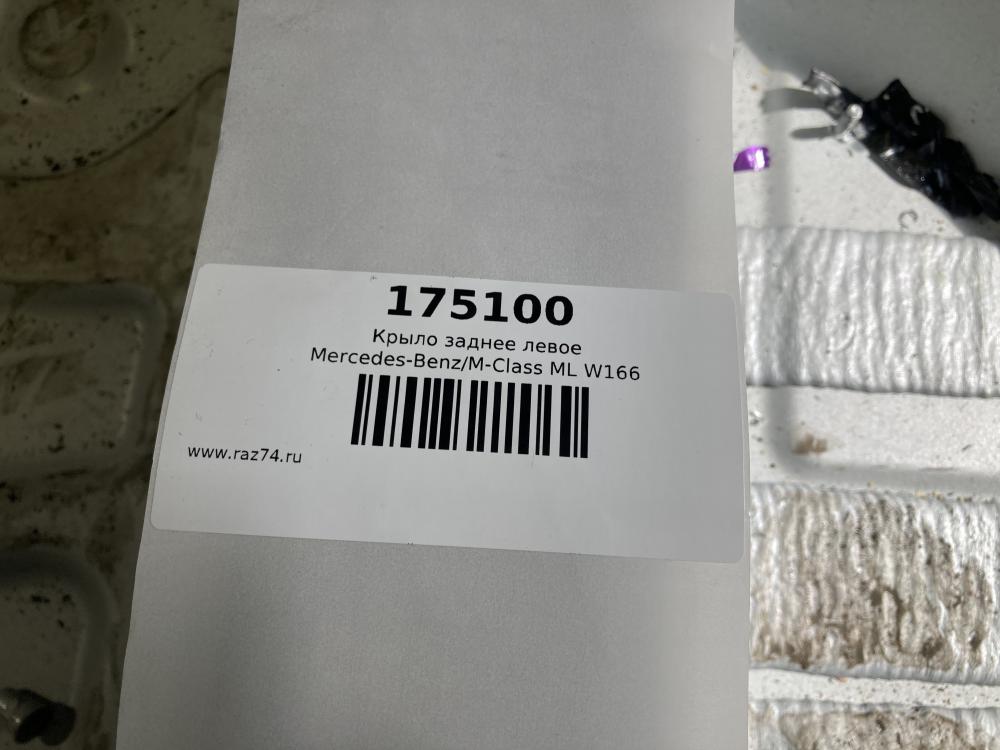 175100
Крыло заднее левое
Mercedes-Benz/M-Class ML W166
www.raz74.ru